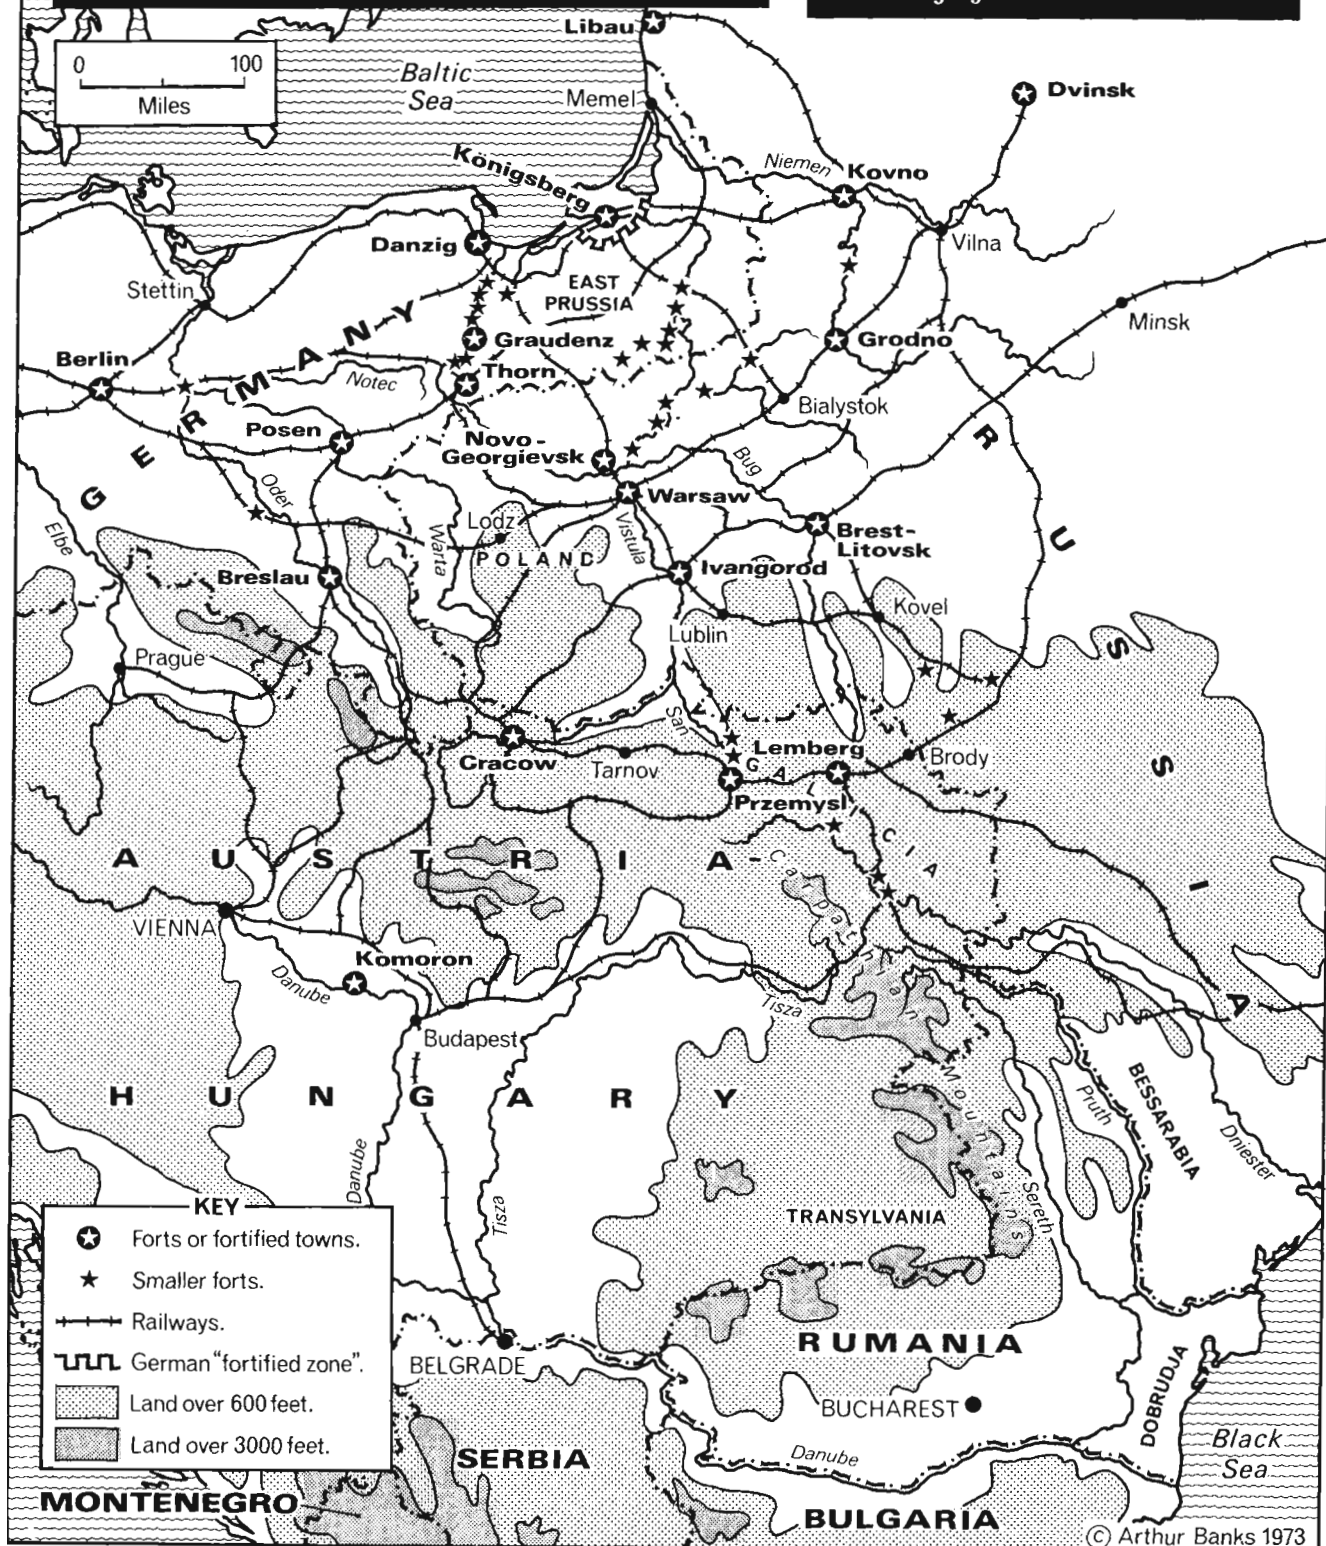 Libau
0 100
Miles
Baltic
Sea
Memel
Dvinsk
Königsberg
Niemen
Kovno
Danzig
Vilna
Stettin
EAST
PRUSSIA
Minsk
Berlin
GERMANY
Graudenz
Grodno
Notec
Thorn
Bialystok
Posen
Novo-
Georgievsk
Bug
Oder
Warsaw
Elbe
Lodz
Warta
Vistula
POLAND
Brest-
Litovsk
Breslau
Ivangorod
Kovel
Lublin
Prague
RUSSIA
San
Cracow
Tarnov
Lemberg
Brody
GALICIA
Przemysl
AUSTRIA-
Carpathian
VIENNA
Komoron
Danube
Tisza
Budapest
HUNGARY
Mountains
Pruth
BESSARABIA
Dniester
Danube
Tisza
Sereth
TRANSYLVANIA
KEY
Forts or fortified towns.
Smaller forts.
Railways.
German "fortified zone".
Land over 600 feet.
Land over 3000 feet.
RUMANIA
BELGRADE
BUCHAREST
DOBRUDJA
Black
Sea
Danube
SERBIA
MONTENEGRO
BULGARIA
© Arthur Banks 1973